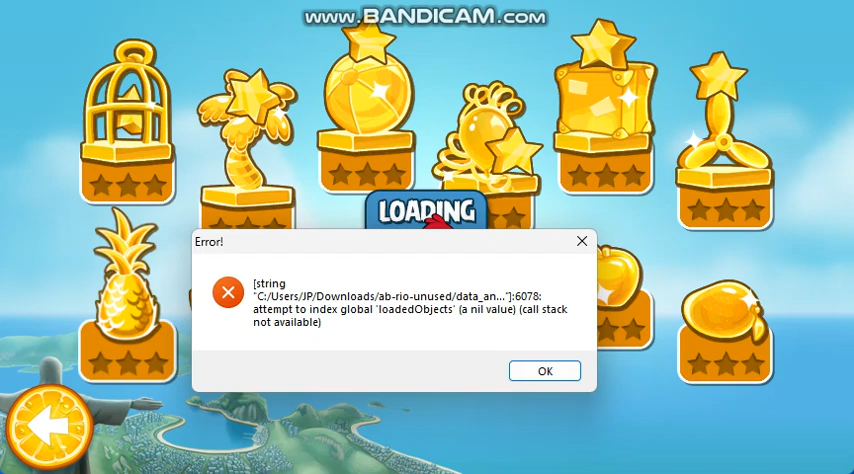 www.BANDICAM.com
LOADING
Error!
[string
"C:/Users/JP/Downloads/ab-rio-unused/data_an..."]:6078:
attempt to index global 'loadedObjects' (a nil value) (call stack
not available)
OK